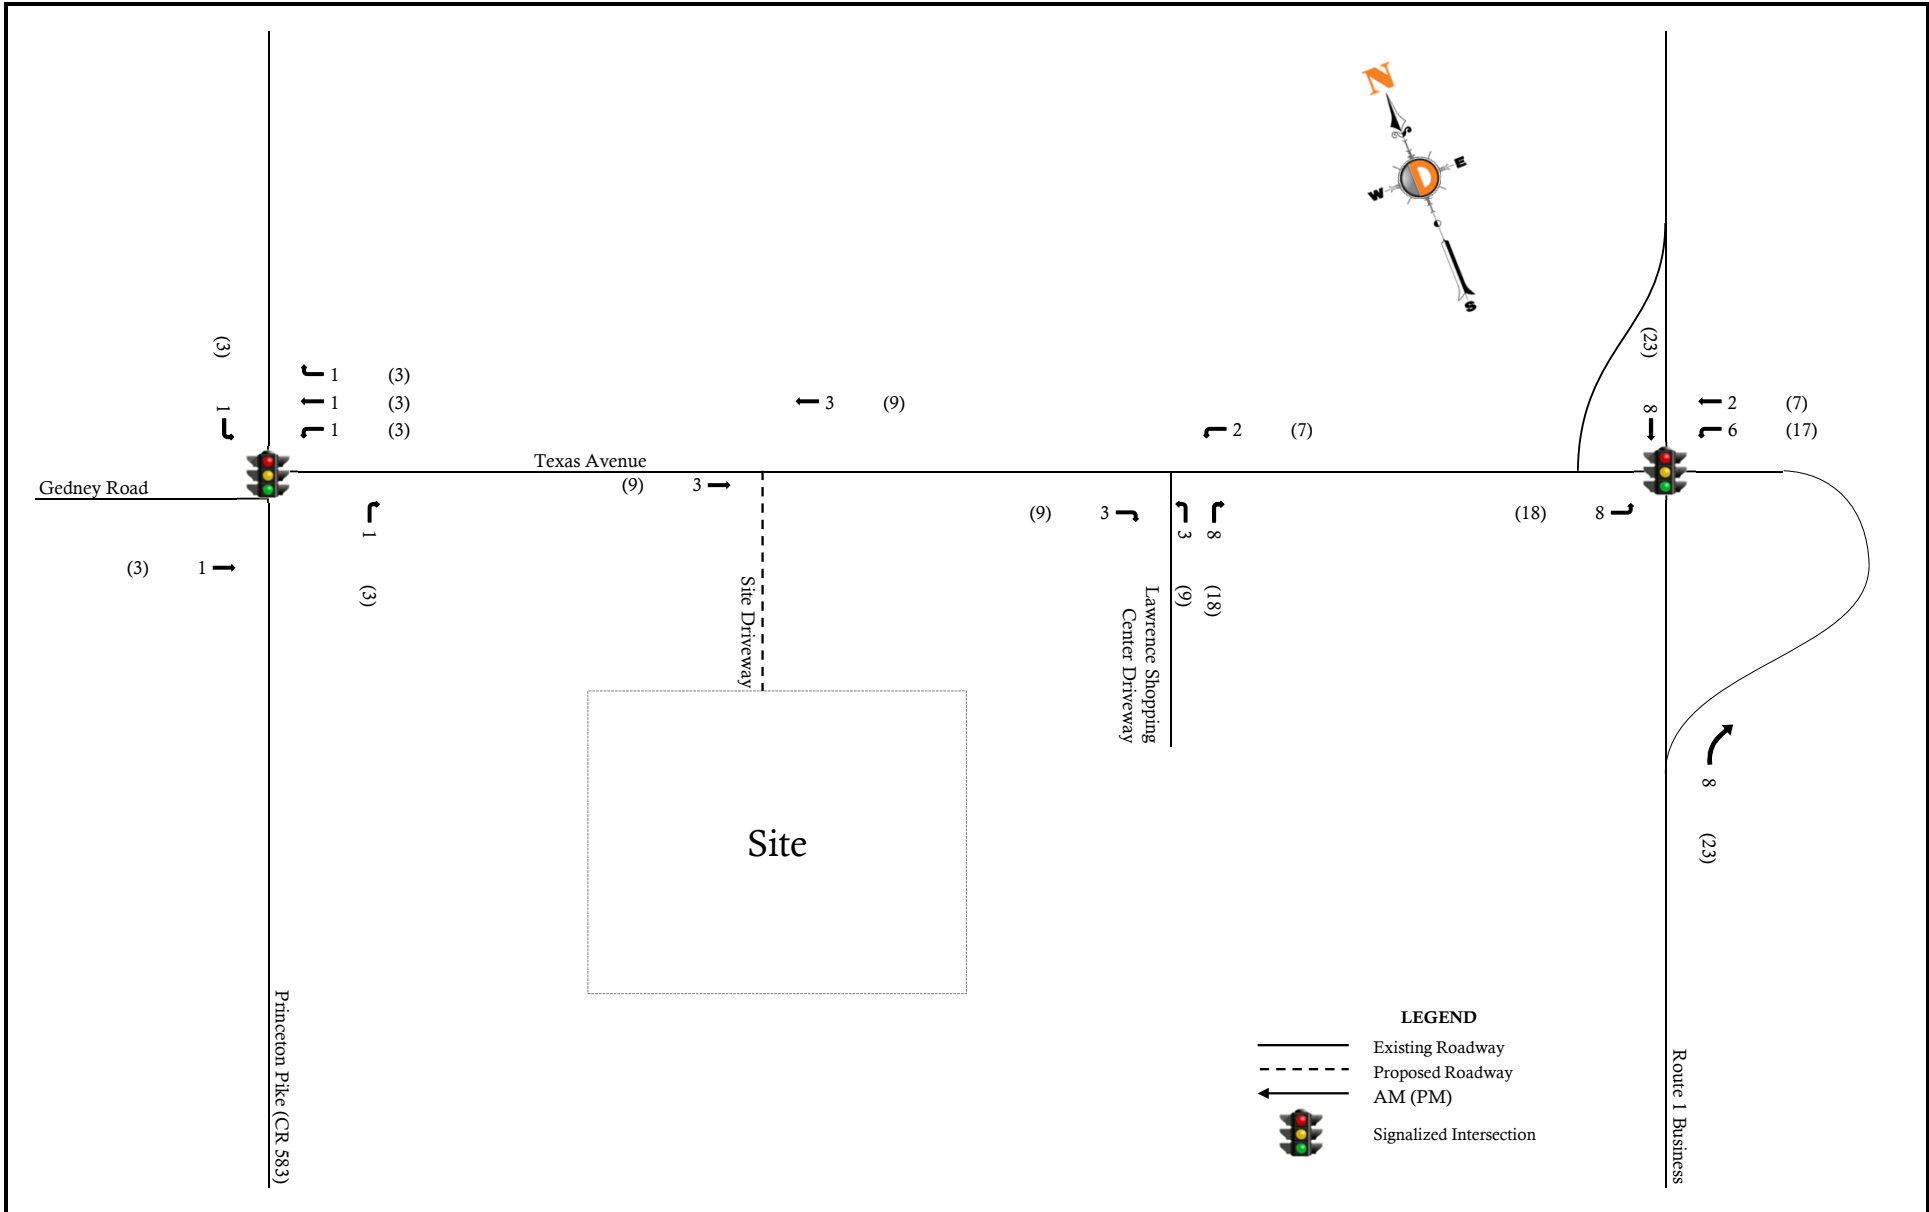 N
E
W
D
S
(3)
1
1 (3)
1 (3)
1 (3)
3 (9)
2 (7)
(23)
8
2 (7)
6 (17)
Texas Avenue
Gedney Road
(9) 3
(9) 3
3
(9)
8
(18)
(18) 8
1
(3)
(3) 1
Site Driveway
Lawrence Shopping
Center Driveway
8
(23)
Site
Princeton Pike (CR 583)
Route 1 Business
LEGEND
Existing Roadway
Proposed Roadway
AM (PM)
Signalized Intersection